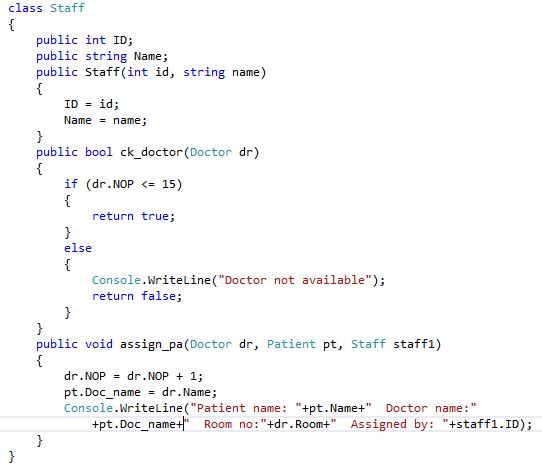 class Staff
{
    public int ID;
    public string Name;
    public Staff(int id, string name)
    {
        ID = id;
        Name = name;
    }
    public bool ck_doctor(Doctor dr)
    {
        if (dr.NOP <= 15)
        {
            return true;
        }
        else
        {
            Console.WriteLine("Doctor not available");
            return false;
        }
    }
    public void assign_pa(Doctor dr, Patient pt, Staff staff1)
    {
        dr.NOP = dr.NOP + 1;
        pt.Doc_name = dr.Name;
        Console.WriteLine("Patient name: "+pt.Name+"  Doctor name:"
            +pt.Doc_name+"  Room no:"+dr.Room+"  Assigned by: "+staff1.ID);
    }
}